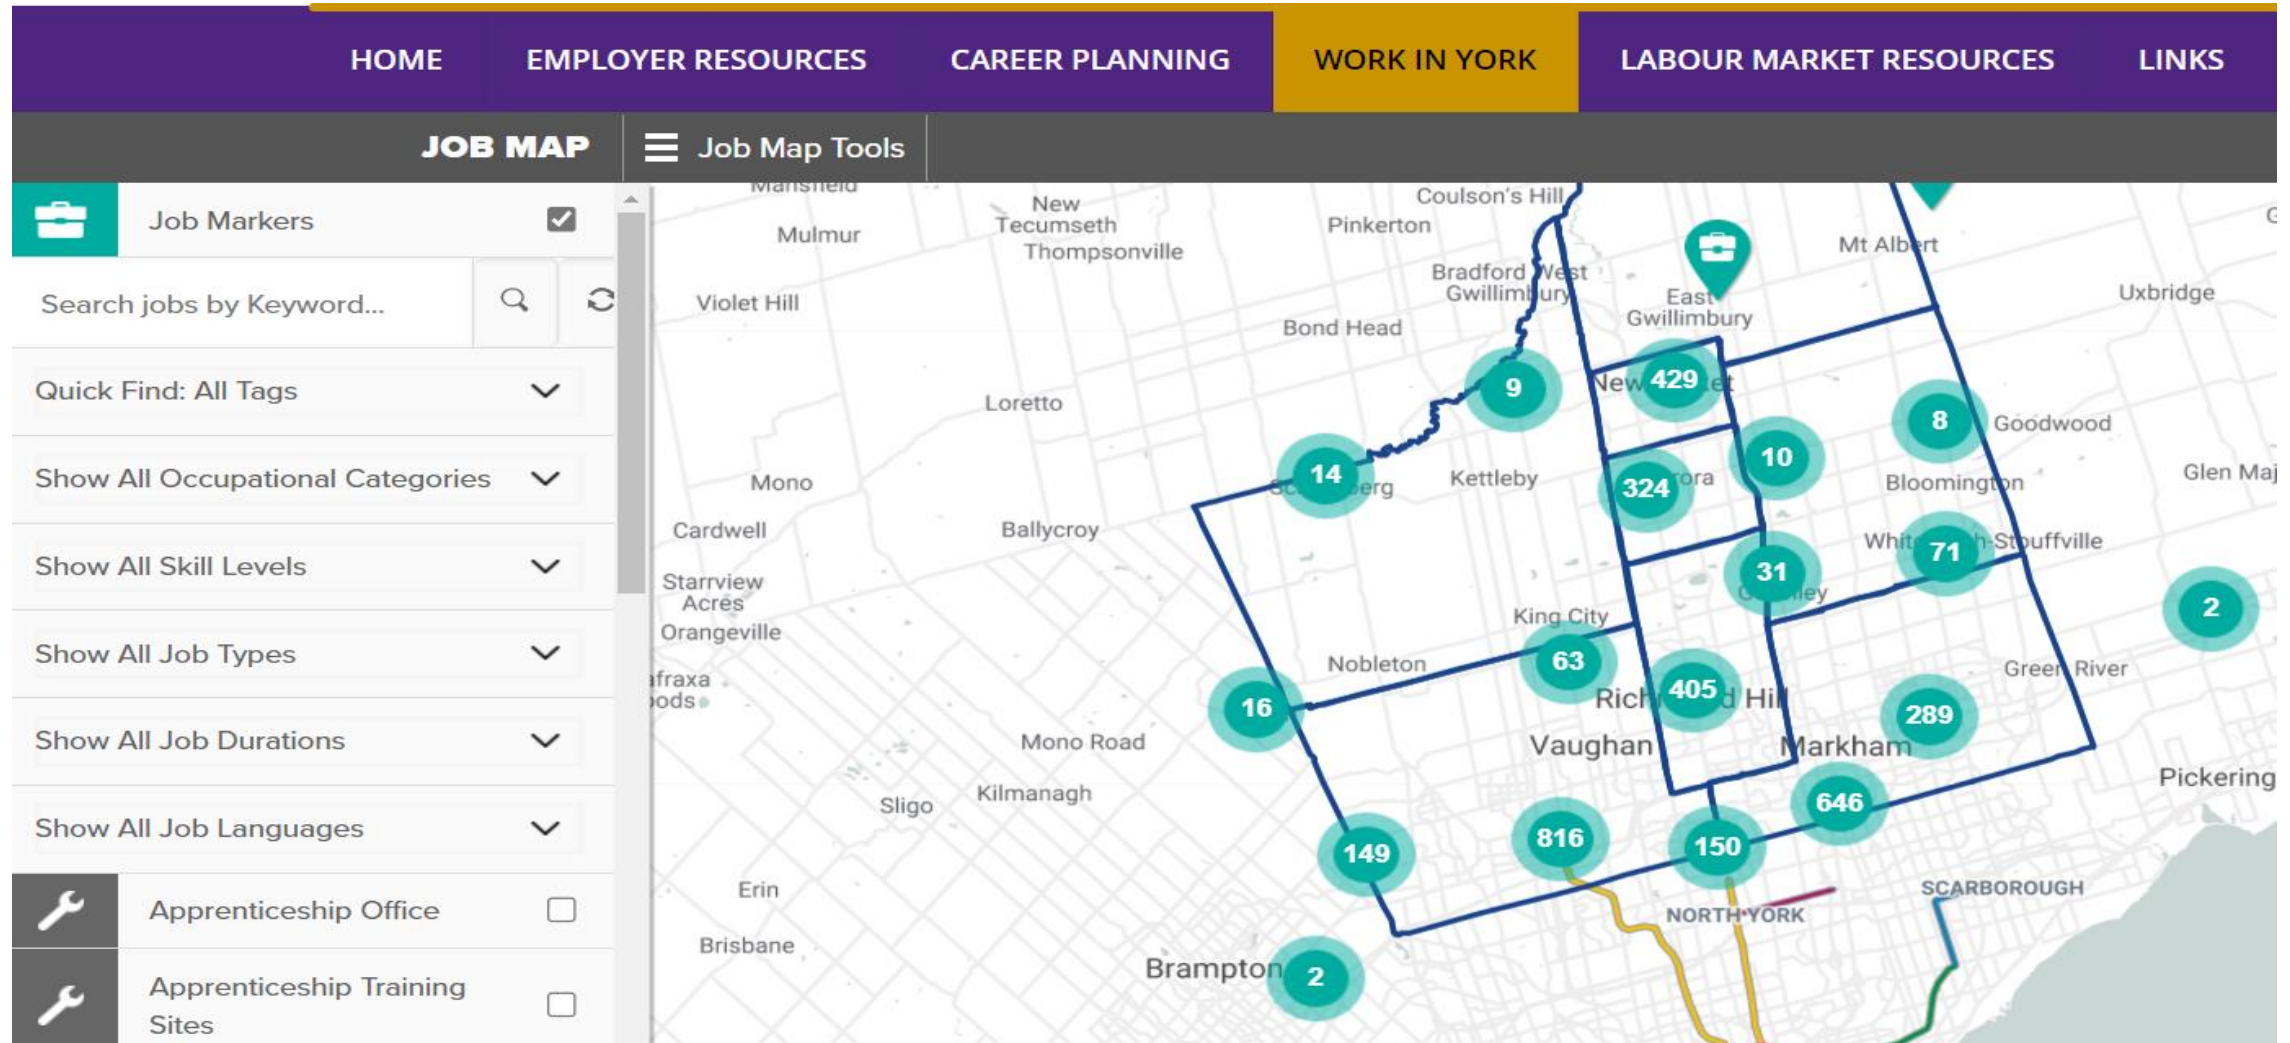 HOME EMPLOYER RESOURCES CAREER PLANNING WORK IN YORK LABOUR MARKET RESOURCES LINKS
JOB MAP Job Map Tools
Job Markers
Search jobs by Keyword...
Quick Find: All Tags
Show All Occupational Categories
Show All Skill Levels
Show All Job Types
Show All Job Durations
Show All Job Languages
Apprenticeship Office
Apprenticeship Training
Sites
Mansfield
Mulmur
New
Tecumseth
Thompsonville
Coulson's Hill
Pinkerton
Bradford West
Gwillimbury
Mt Albert
East
Gwillimbury
Uxbridge
Violet Hill
Bond Head
Loretto
9
429
8
Goodwood
10
14
Kettleby
324
Bloomington
Mono
Cardwell
Ballycroy
71
31
2
Starrview
Acres
Orangeville
King City
Nobleton
63
405
Green River
16
289
Vaughan
Markham
Mono Road
Kilmanagh
Sligo
Pickering
646
816
150
149
Erin
Brisbane
SCARBOROUGH
NORTH YORK
Brampton
2